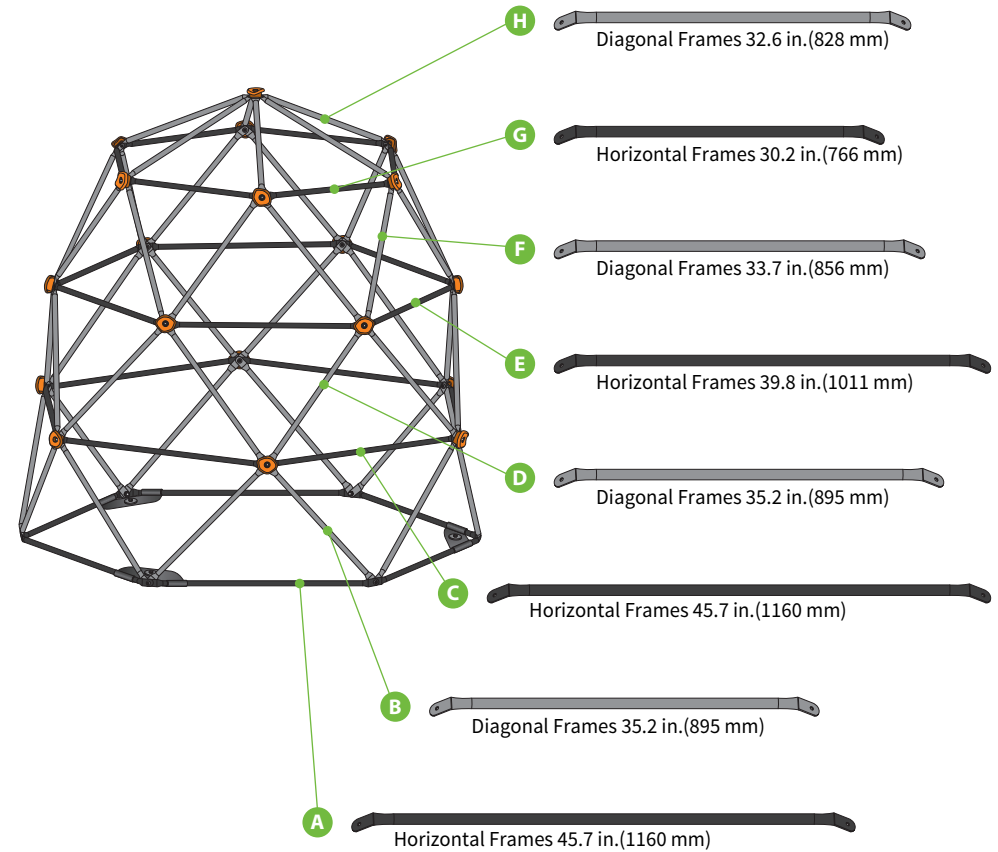 H
Diagonal Frames 32.6 in.(828 mm)
G
Horizontal Frames 30.2 in.(766 mm)
F
Diagonal Frames 33.7 in.(856 mm)
E
Horizontal Frames 39.8 in.(1011 mm)
D
Diagonal Frames 35.2 in.(895 mm)
C
Horizontal Frames 45.7 in.(1160 mm)
B
Diagonal Frames 35.2 in.(895 mm)
A
Horizontal Frames 45.7 in.(1160 mm)